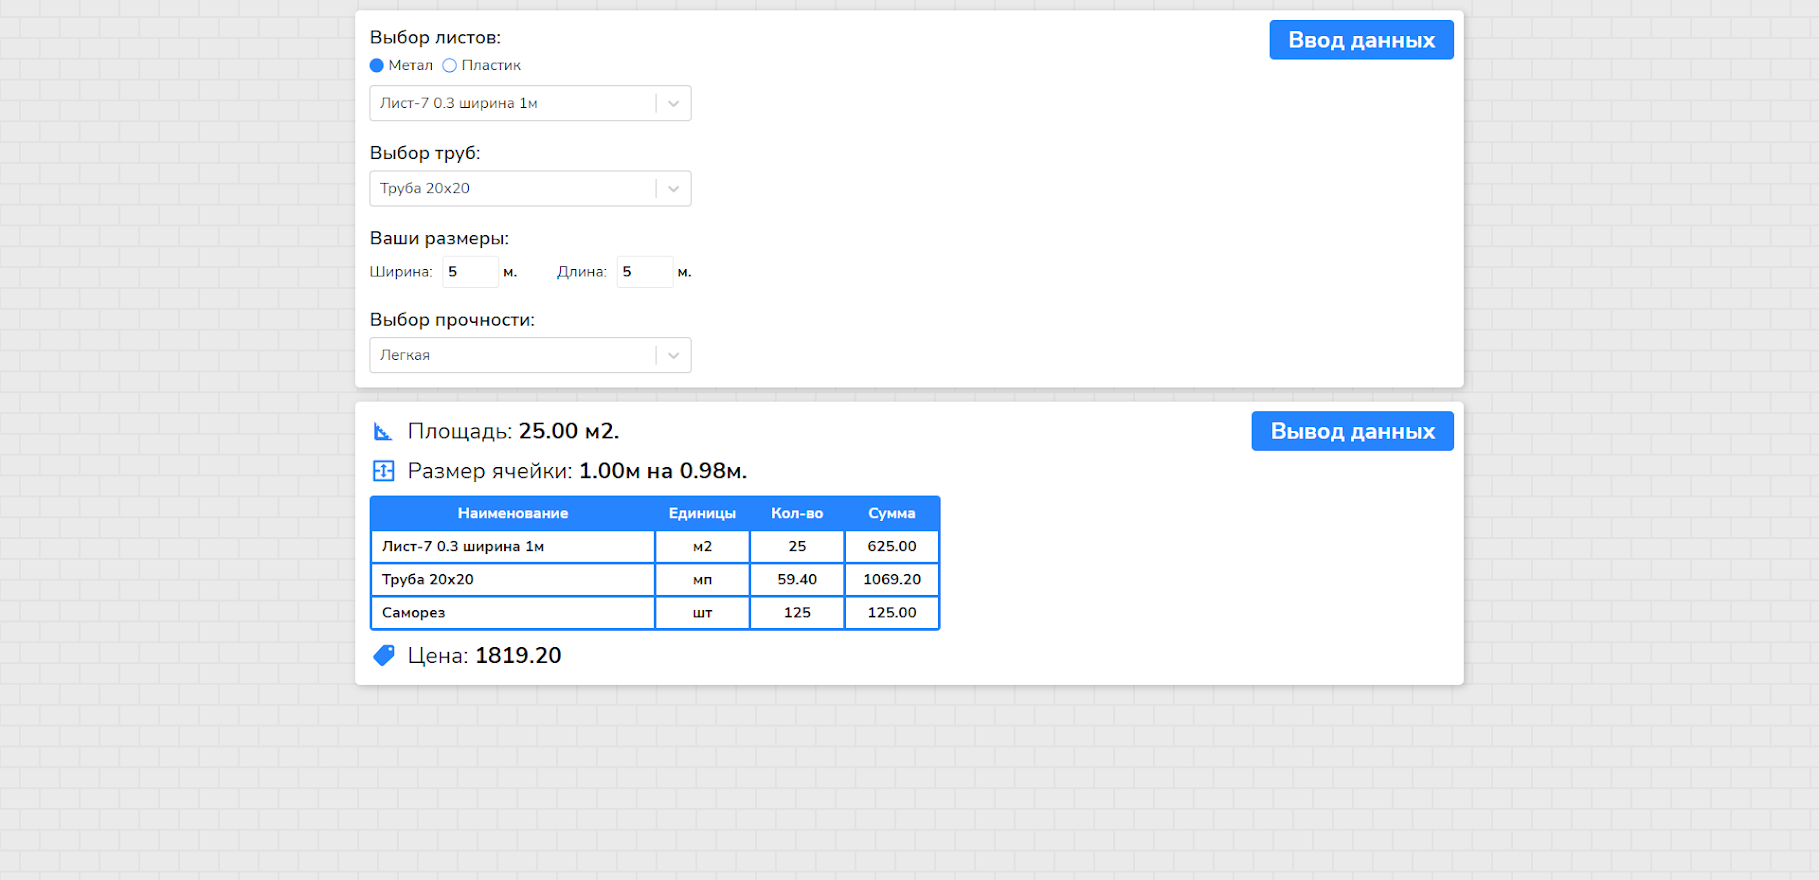 Выбор листов:
Ввод данных
Метал Пластик
Лист-7 0.3 ширина 1м
Выбор труб:
Труба 20х20
Ваши размеры:
Ширина: 5 м. Длина: 5 м.
Выбор прочности:
Легкая
Площадь: 25.00 м2.
Вывод данных
Размер ячейки: 1.00м на 0.98м.
Наименование Единицы Кол-во Сумма
Лист-7 0.3 ширина 1м м2 25 625.00
Труба 20х20 мп 59.40 1069.20
Саморез шт 125 125.00
Цена: 1819.20